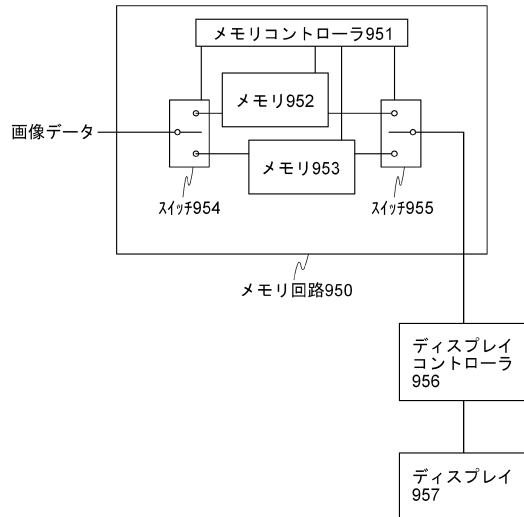 メモリコントローラ951
メモリ952
画像データ
メモリ953
スイッチ954
スイッチ955
メモリ回路950
ディスプレイ
コントローラ
956
ディスプレイ
957